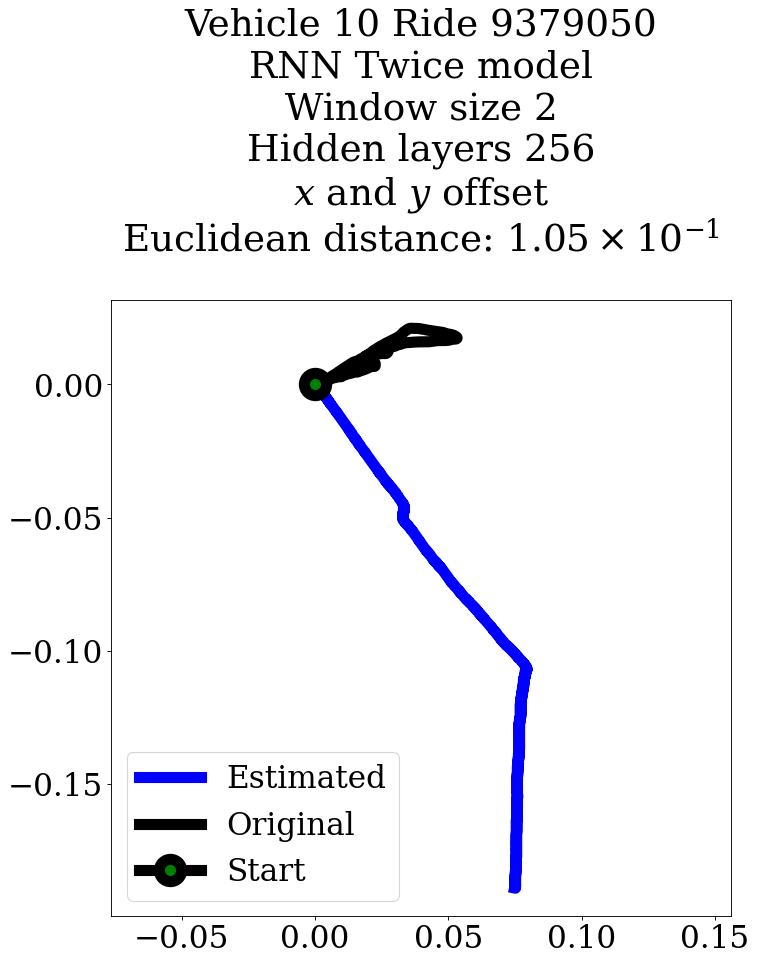 Vehicle 10 Ride 9379050
RNN Twice model
Window size 2
Hidden layers 256
x and y offset
Euclidean distance: 1.05 × 10⁻¹
0.00
−0.05
−0.10
−0.15
Estimated
Original
Start
−0.05 0.00 0.05 0.10 0.15